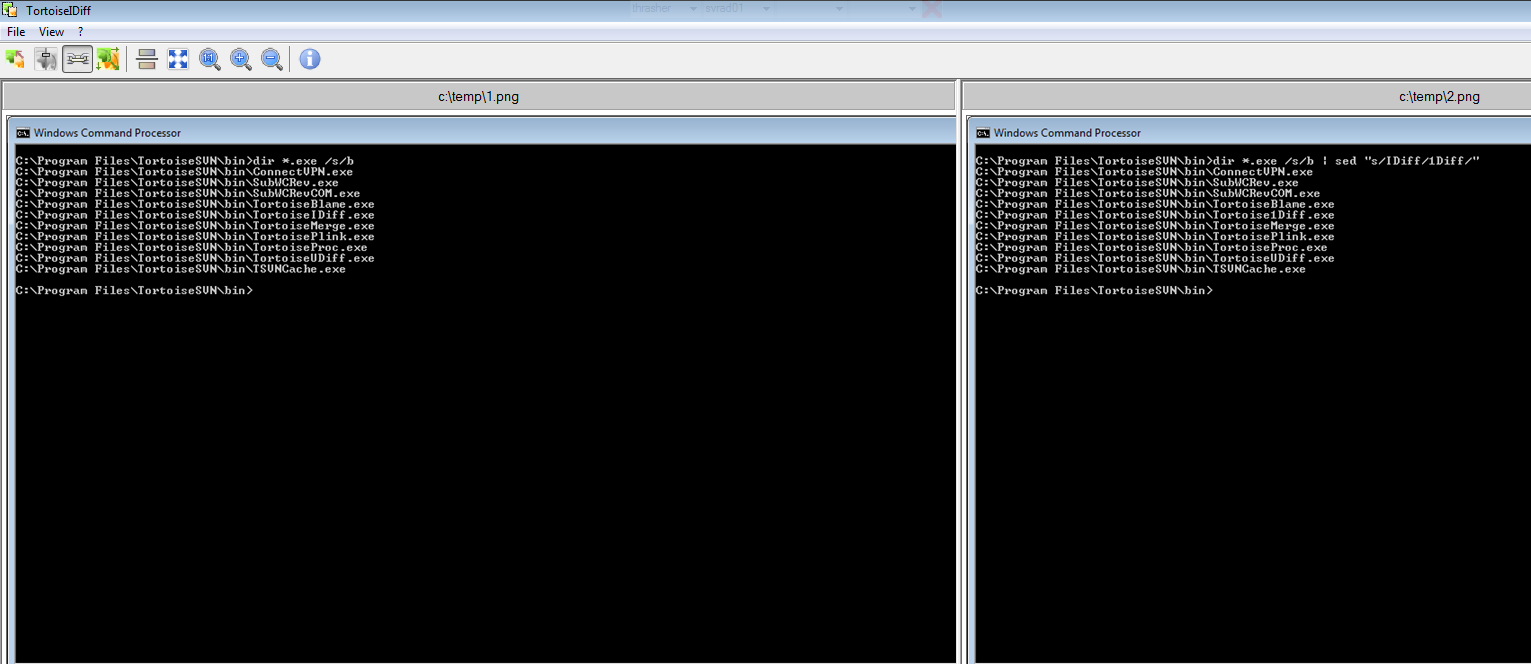 TortoiseIDiff
thrasher svrad01
File View ?
c:\temp\1.png
Windows Command Processor
C:\Program Files\TortoiseSVN\bin>dir *.exe /s/b
C:\Program Files\TortoiseSVN\bin\ConnectVPN.exe
C:\Program Files\TortoiseSVN\bin\SubWCRev.exe
C:\Program Files\TortoiseSVN\bin\SubWCRevCOM.exe
C:\Program Files\TortoiseSVN\bin\TortoiseBlame.exe
C:\Program Files\TortoiseSVN\bin\TortoiseIDiff.exe
C:\Program Files\TortoiseSVN\bin\TortoiseMerge.exe
C:\Program Files\TortoiseSVN\bin\TortoisePlink.exe
C:\Program Files\TortoiseSVN\bin\TortoiseProc.exe
C:\Program Files\TortoiseSVN\bin\TortoiseUDiff.exe
C:\Program Files\TortoiseSVN\bin\TSVNCache.exe
C:\Program Files\TortoiseSVN\bin>
c:\temp\2.png
Windows Command Processor
C:\Program Files\TortoiseSVN\bin>dir *.exe /s/b | sed "s/IDiff/1Diff/"
C:\Program Files\TortoiseSVN\bin\ConnectVPN.exe
C:\Program Files\TortoiseSVN\bin\SubWCRev.exe
C:\Program Files\TortoiseSVN\bin\SubWCRevCOM.exe
C:\Program Files\TortoiseSVN\bin\TortoiseBlame.exe
C:\Program Files\TortoiseSVN\bin\Tortoise1Diff.exe
C:\Program Files\TortoiseSVN\bin\TortoiseMerge.exe
C:\Program Files\TortoiseSVN\bin\TortoisePlink.exe
C:\Program Files\TortoiseSVN\bin\TortoiseProc.exe
C:\Program Files\TortoiseSVN\bin\TortoiseUDiff.exe
C:\Program Files\TortoiseSVN\bin\TSVNCache.exe
C:\Program Files\TortoiseSVN\bin>